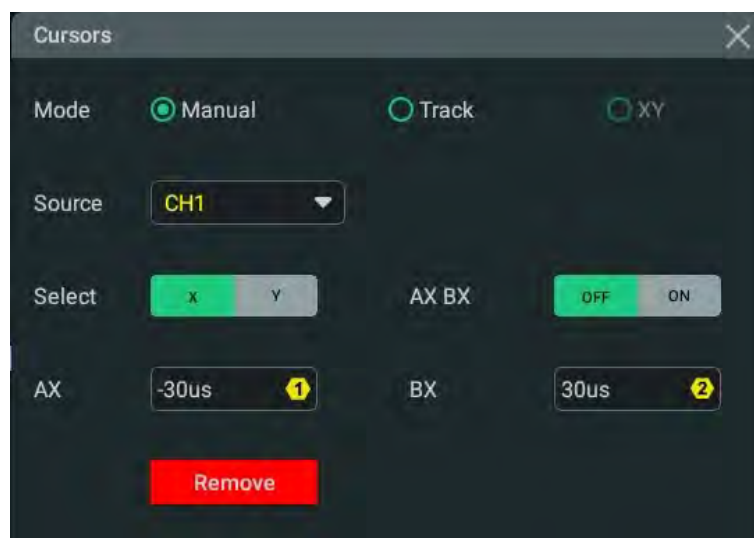 Cursors
Mode Manual Track XY
Source CH1
Select X Y AX BX OFF ON
AX -30us 1 BX 30us 2
Remove